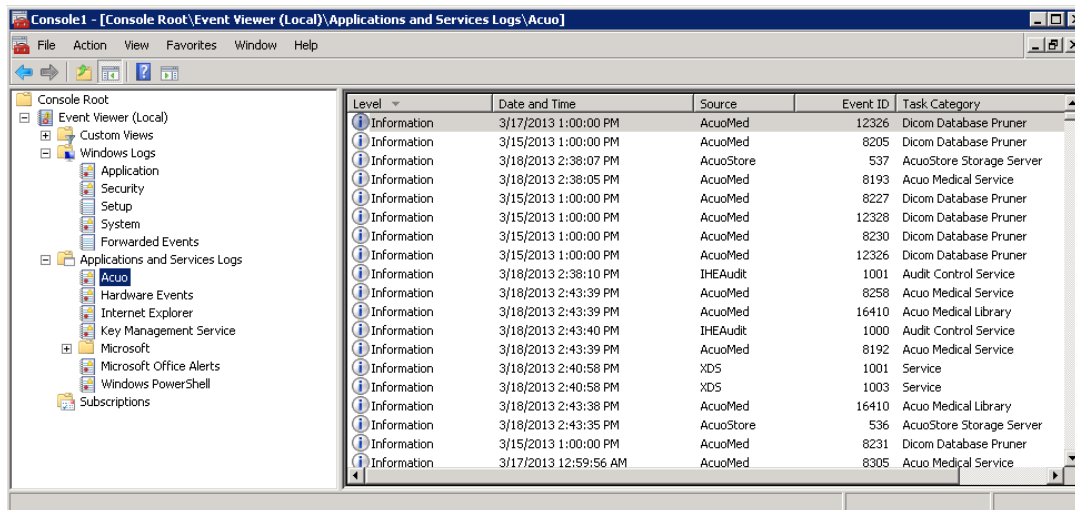 Console1 - [Console Root\Event Viewer (Local)\Applications and Services Logs\Acuo]
File Action View Favorites Window Help
Console Root
Event Viewer (Local)
Custom Views
Windows Logs
Application
Security
Setup
System
Forwarded Events
Applications and Services Logs
Acuo
Hardware Events
Internet Explorer
Key Management Service
Microsoft
Microsoft Office Alerts
Windows PowerShell
Subscriptions
Level Date and Time Source Event ID Task Category
Information 3/17/2013 1:00:00 PM AcuoMed 12326 Dicom Database Pruner
Information 3/15/2013 1:00:00 PM AcuoMed 8205 Dicom Database Pruner
Information 3/18/2013 2:38:07 PM AcuoStore 537 AcuoStore Storage Server
Information 3/18/2013 2:38:05 PM AcuoMed 8193 Acuo Medical Service
Information 3/15/2013 1:00:00 PM AcuoMed 8227 Dicom Database Pruner
Information 3/15/2013 1:00:00 PM AcuoMed 12328 Dicom Database Pruner
Information 3/15/2013 1:00:00 PM AcuoMed 8230 Dicom Database Pruner
Information 3/15/2013 1:00:00 PM AcuoMed 12326 Dicom Database Pruner
Information 3/18/2013 2:38:10 PM IHEAudit 1001 Audit Control Service
Information 3/18/2013 2:43:39 PM AcuoMed 8258 Acuo Medical Service
Information 3/18/2013 2:43:39 PM AcuoMed 16410 Acuo Medical Library
Information 3/18/2013 2:43:40 PM IHEAudit 1000 Audit Control Service
Information 3/18/2013 2:43:39 PM AcuoMed 8192 Acuo Medical Service
Information 3/18/2013 2:40:58 PM XDS 1001 Service
Information 3/18/2013 2:40:58 PM XDS 1003 Service
Information 3/18/2013 2:43:38 PM AcuoMed 16410 Acuo Medical Library
Information 3/18/2013 2:43:35 PM AcuoStore 536 AcuoStore Storage Server
Information 3/15/2013 1:00:00 PM AcuoMed 8231 Dicom Database Pruner
Information 3/17/2013 12:59:56 AM AcuoMed 8305 Acuo Medical Service